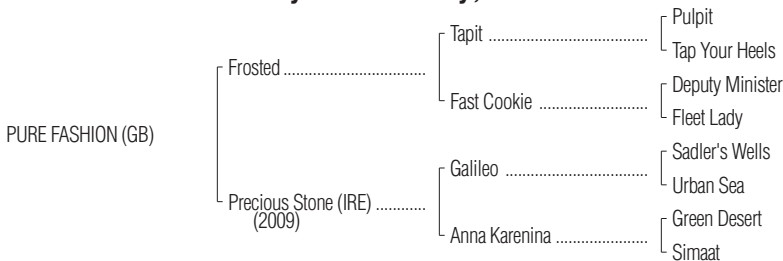 Pulpit
Tapit ..........................................
Tap Your Heels
Frosted .....................................
Deputy Minister
Fast Cookie .............................
Fleet Lady
PURE FASHION (GB)
Sadler's Wells
Galileo .....................................
Urban Sea
Precious Stone (IRE) .............
(2009)
Green Desert
Anna Karenina ........................
Simaat